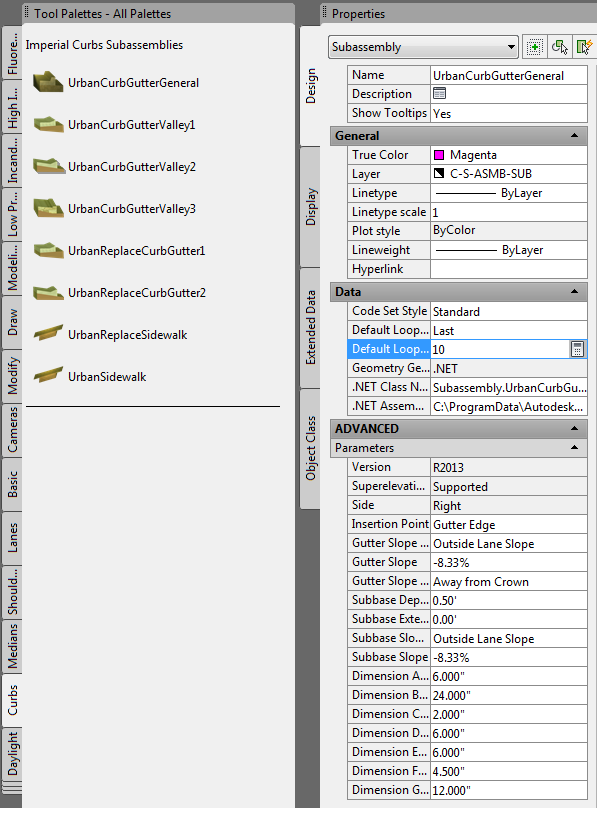 Tool Palettes - All Palettes
Imperial Curbs Subassemblies
UrbanCurbGutterGeneral
UrbanCurbGutterValley1
UrbanCurbGutterValley2
UrbanCurbGutterValley3
UrbanReplaceCurbGutter1
UrbanReplaceCurbGutter2
UrbanReplaceSidewalk
UrbanSidewalk
Fluore...
High I...
Incand...
Low Pr...
Modeli...
Draw
Modify
Cameras
Basic
Lanes
Should...
Medians
Curbs
Daylight
Properties
Design
Display
Extended Data
Object Class
Subassembly
Name UrbanCurbGutterGeneral
Description
Show Tooltips Yes
General
True Color Magenta
Layer C-S-ASMB-SUB
Linetype ByLayer
Linetype scale 1
Plot style ByColor
Lineweight ByLayer
Hyperlink
Data
Code Set Style Standard
Default Loop... Last
Default Loop... 10
Geometry Ge... .NET
.NET Class N... Subassembly.UrbanCurbGu...
.NET Assem... C:\ProgramData\Autodesk...
ADVANCED
Parameters
Version R2013
Superelevati... Supported
Side Right
Insertion Point Gutter Edge
Gutter Slope ... Outside Lane Slope
Gutter Slope -8.33%
Gutter Slope ... Away from Crown
Subbase Dep... 0.50'
Subbase Exte... 0.00'
Subbase Slo... Outside Lane Slope
Subbase Slope -8.33%
Dimension A... 6.000"
Dimension B... 24.000"
Dimension C... 2.000"
Dimension D... 6.000"
Dimension E... 6.000"
Dimension F... 4.500"
Dimension G... 12.000"